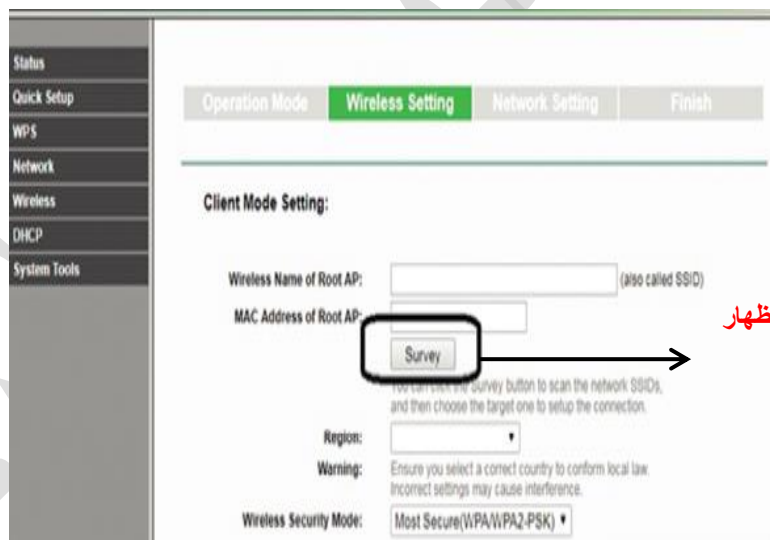 Status
Quick Setup
WPS
Network
Wireless
DHCP
System Tools
Operation Mode Wireless Setting Network Setting Finish
Client Mode Setting:
Wireless Name of Root AP: (also called SSID)
MAC Address of Root AP:
ظهار
Survey
You can click the Survey button to scan the network SSIDs,
and then choose the target one to setup the connection.
Region:
Warning: Ensure you select a correct country to conform local law.
Incorrect settings may cause interference.
Wireless Security Mode: Most Secure(WPA/WPA2-PSK)